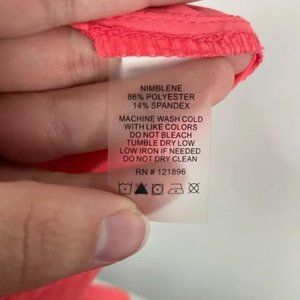 NIMBLENE
86% POLYESTER
14% SPANDEX
MACHINE WASH COLD
WITH LIKE COLORS
DO NOT BLEACH
TUMBLE DRY LOW
LOW IRON IF NEEDED
DO NOT DRY CLEAN
RN # 121896